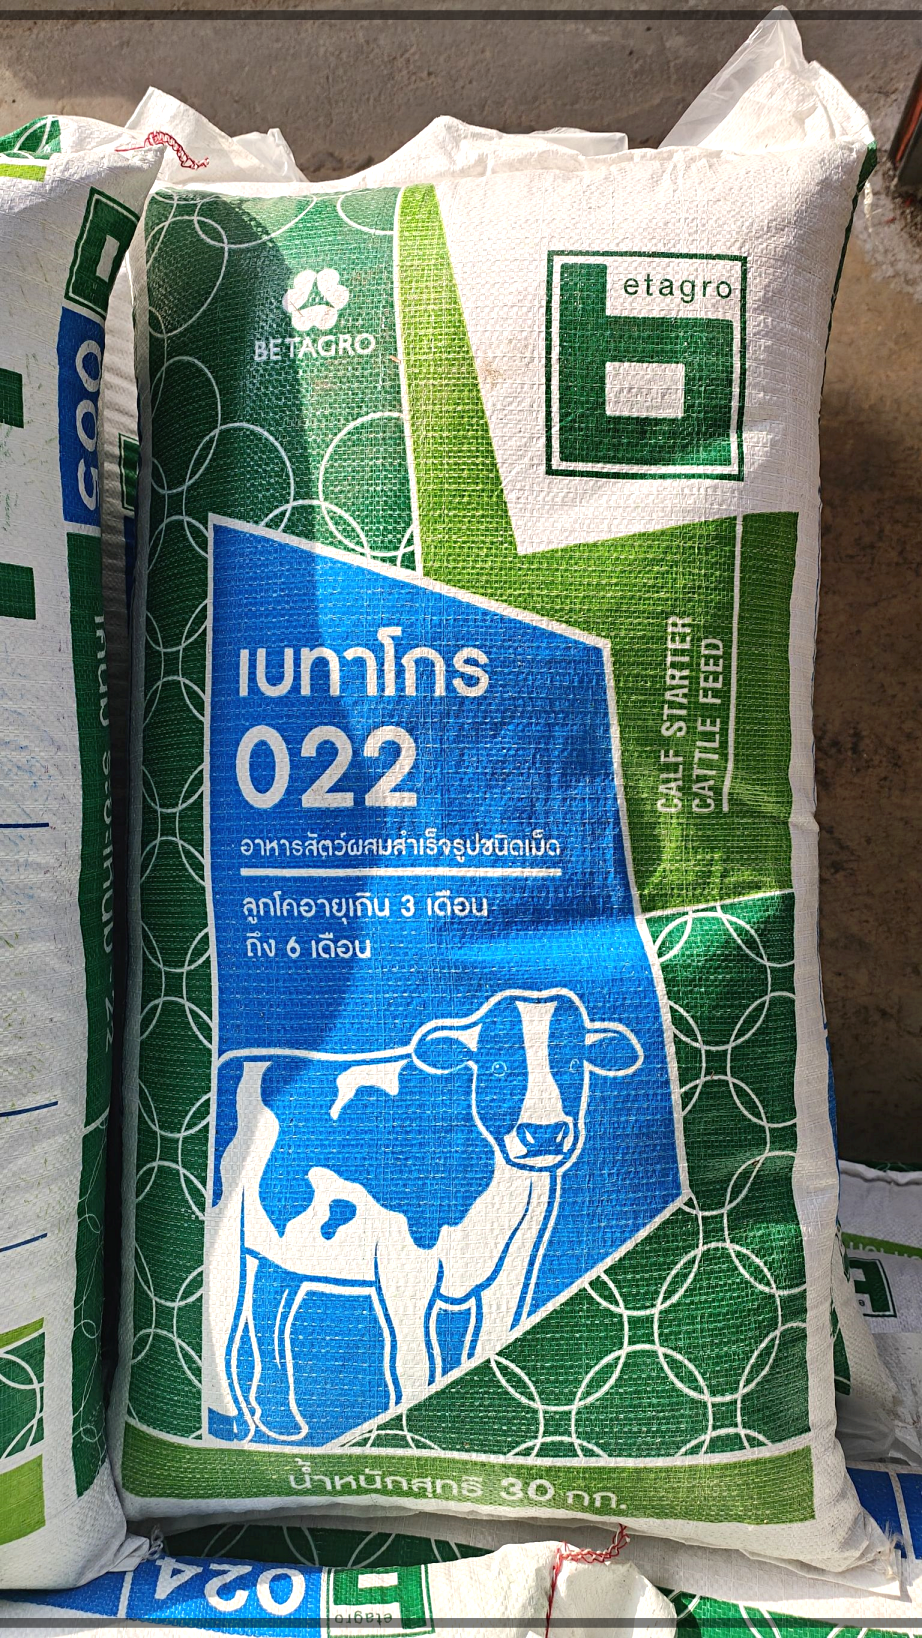 BETAGRO
etagro
เบทาโกร
022
อาหารสัตว์ผสมสำเร็จรูปชนิดเม็ด
ลูกโคอายุเกิน 3 เดือน
ถึง 6 เดือน
CALF STARTER
CATTLE FEED
น้ำหนักสุทธิ 30 กก.
005
024
etagro